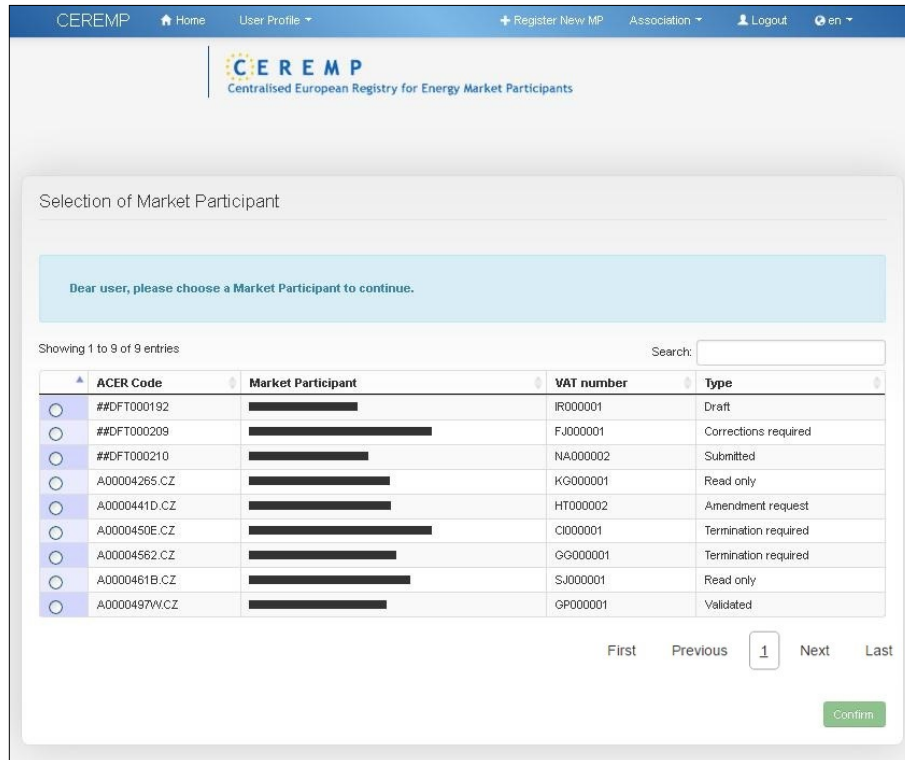 CEREMP Home User Profile Register New MP Association Logout en
CEREMP
Centralised European Registry for Energy Market Participants
Selection of Market Participant
Dear user, please choose a Market Participant to continue.
Showing 1 to 9 of 9 entries Search:
ACER Code Market Participant VAT number Type
##DFT000192 IR000001 Draft
##DFT000209 FJ000001 Corrections required
##DFT000210 NA000002 Submitted
A00004265.CZ KG000001 Read only
A0000441D.CZ HT000002 Amendment request
A0000450E.CZ CI000001 Termination required
A00004562.CZ GG000001 Termination required
A0000461B.CZ SJ000001 Read only
A0000497W.CZ GP000001 Validated
First Previous 1 Next Last
Confirm